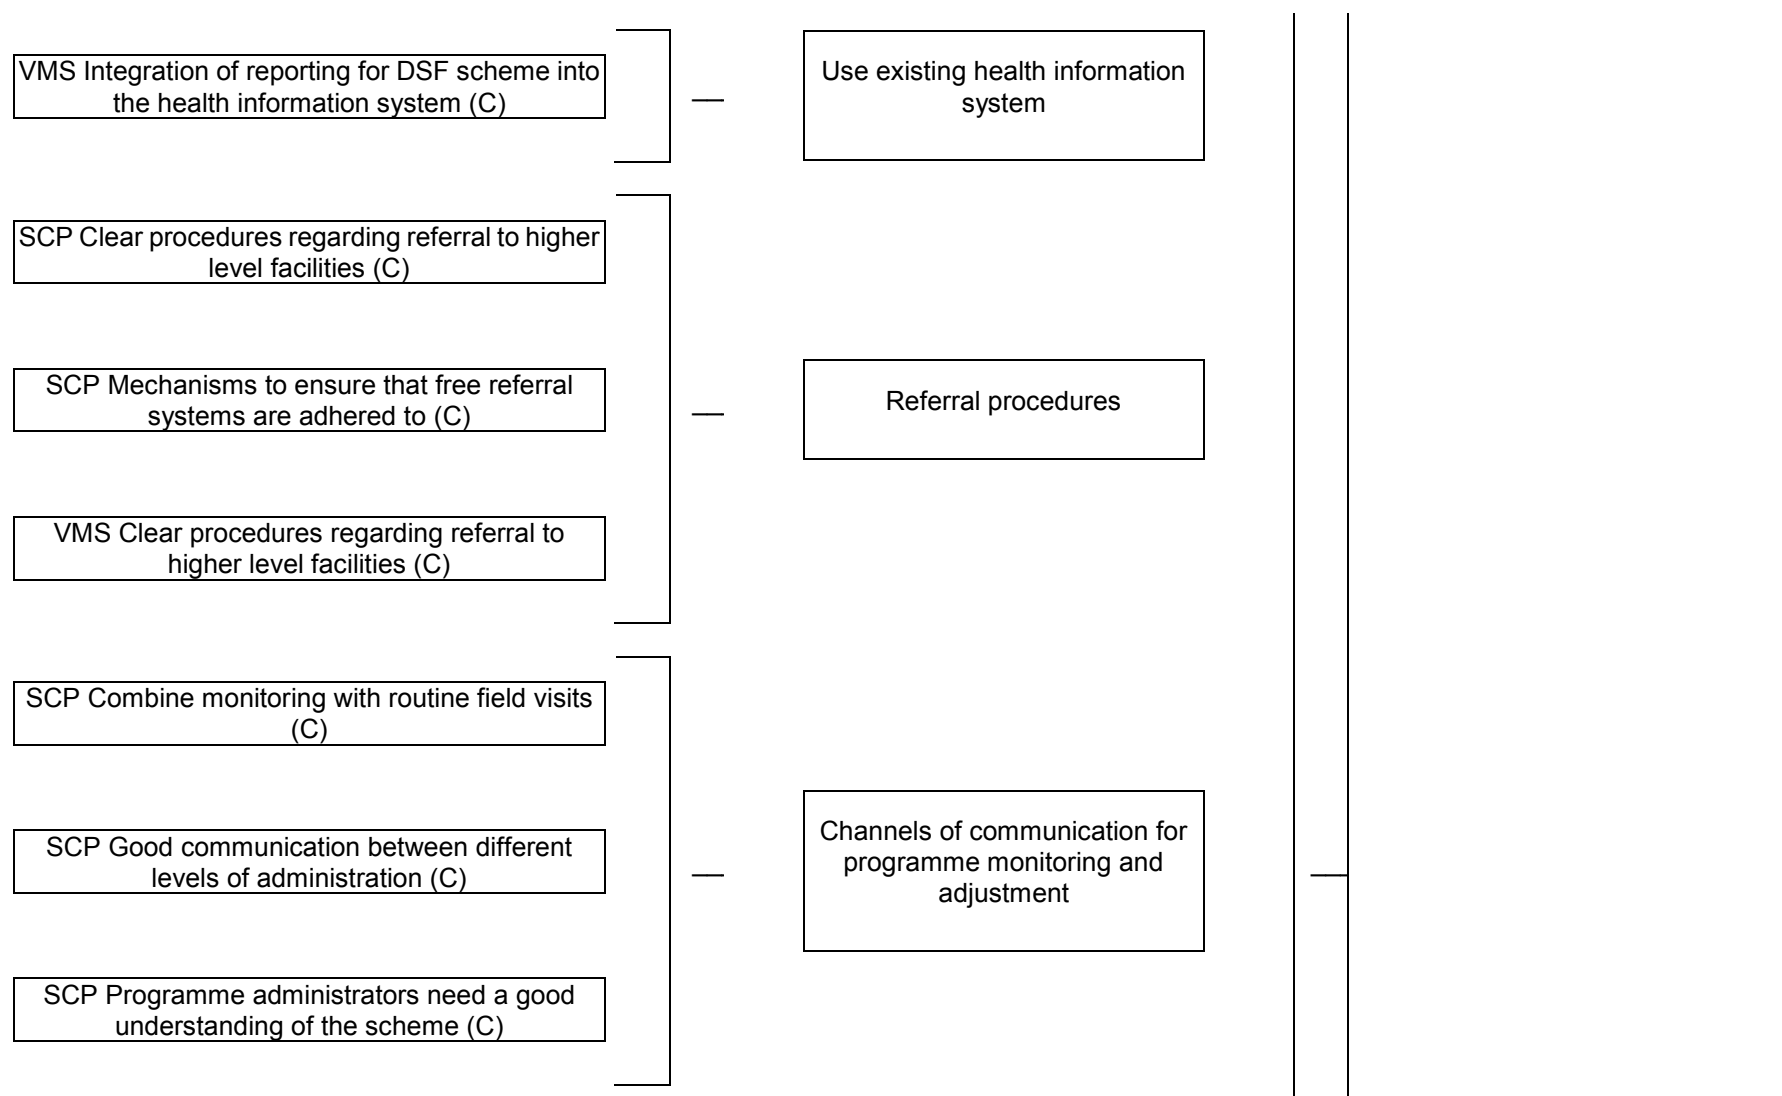 VMS Integration of reporting for DSF scheme into
the health information system (C)
Use existing health information
system
SCP Clear procedures regarding referral to higher
level facilities (C)
SCP Mechanisms to ensure that free referral
systems are adhered to (C)
VMS Clear procedures regarding referral to
higher level facilities (C)
Referral procedures
SCP Combine monitoring with routine field visits
(C)
SCP Good communication between different
levels of administration (C)
SCP Programme administrators need a good
understanding of the scheme (C)
Channels of communication for
programme monitoring and
adjustment